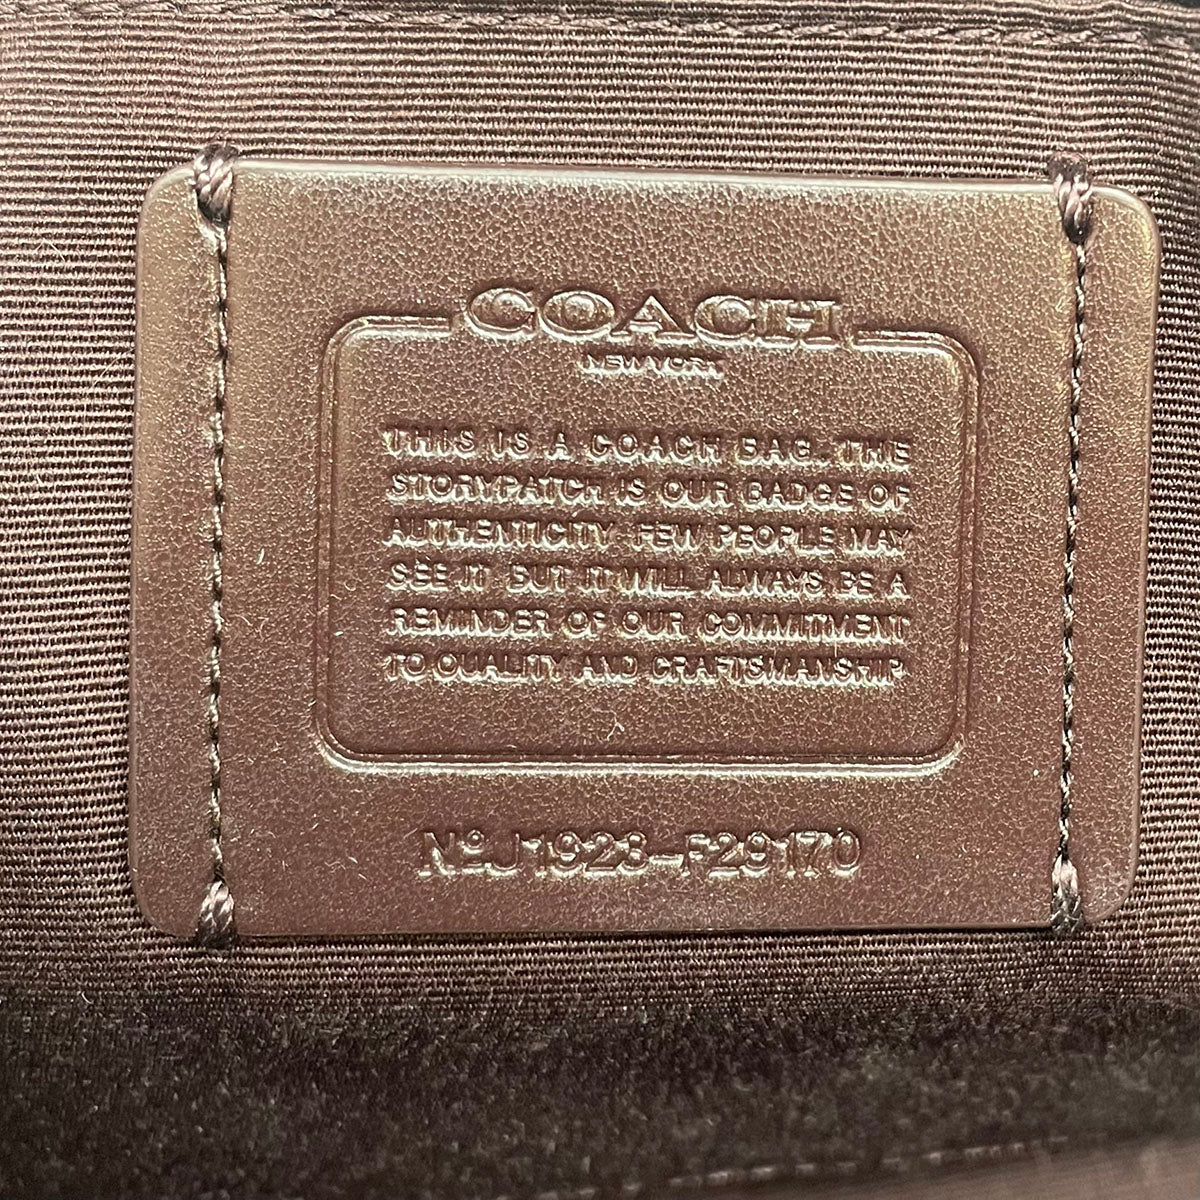 COACH
NEW YORK
THIS IS A COACH BAG. THE
STORYPATCH IS OUR BADGE OF
AUTHENTICITY. FEW PEOPLE MAY
SEE IT. BUT IT WILL ALWAYS BE A
REMINDER OF OUR COMMITMENT
TO QUALITY AND CRAFTSMANSHIP.
Nº J1926-F29170